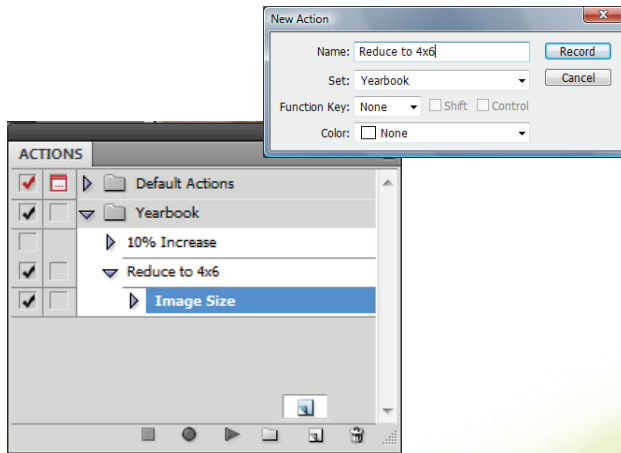 New Action
Name: Reduce to 4x6
Record
Set: Yearbook
Cancel
Function Key: None Shift Control
Color: None
ACTIONS
Default Actions
Yearbook
10% Increase
Reduce to 4x6
Image Size